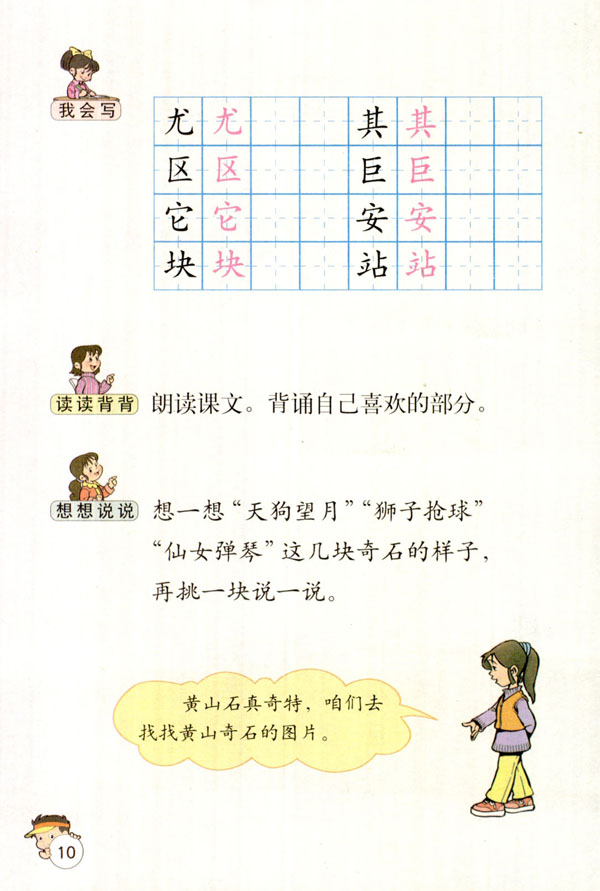 我会写
尤 尤 其 其
区 区 巨 巨
它 它 安 安
块 块 站 站
读读背背
朗读课文。背诵自己喜欢的部分。
想想说说
想一想“天狗望月”“狮子抢球”
“仙女弹琴”这几块奇石的样子，
再挑一块说一说。
黄山石真奇特，咱们去
找找黄山奇石的图片。
10